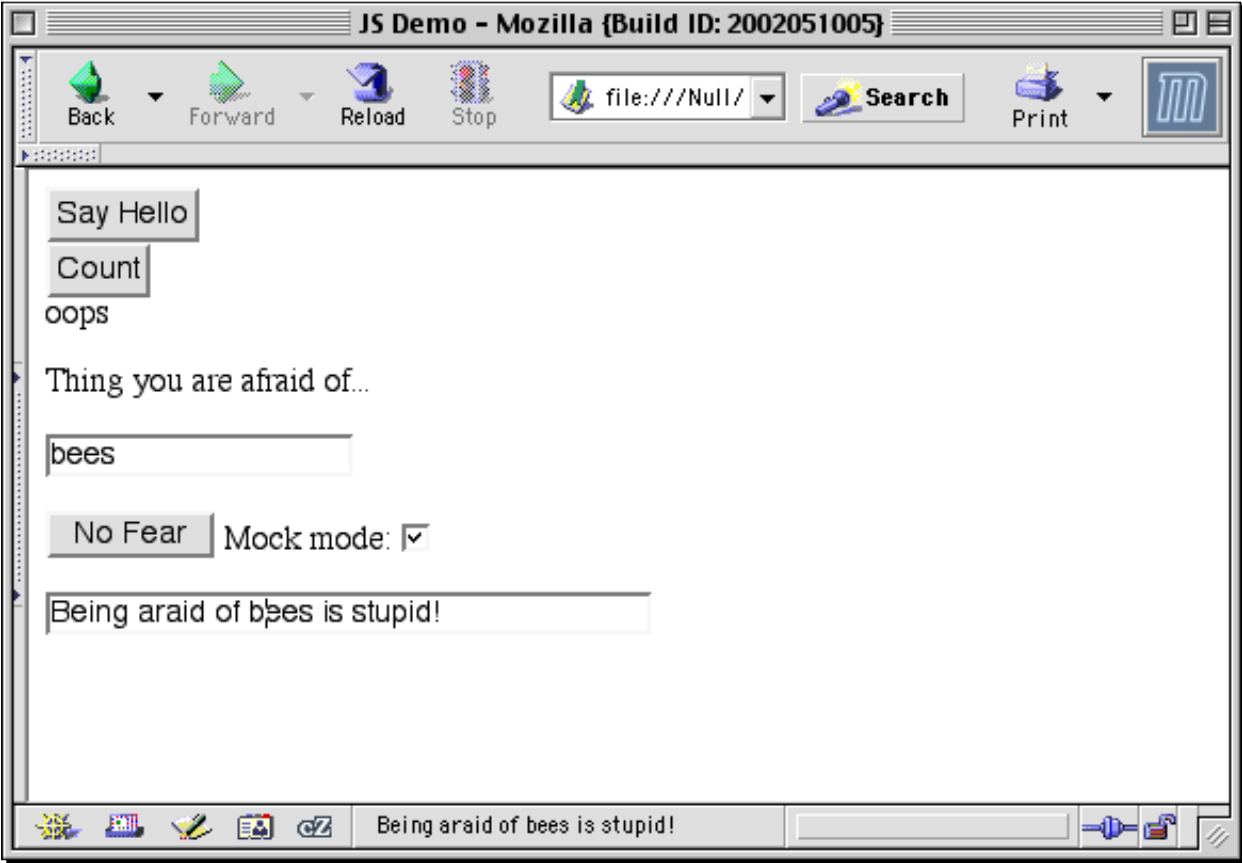 JS Demo - Mozilla {Build ID: 2002051005}
Back Forward Reload Stop file:///Null/ Search Print
Say Hello
Count
oops
Thing you are afraid of...
bees
No Fear Mock mode:
Being araid of bees is stupid!
cZ Being araid of bees is stupid!